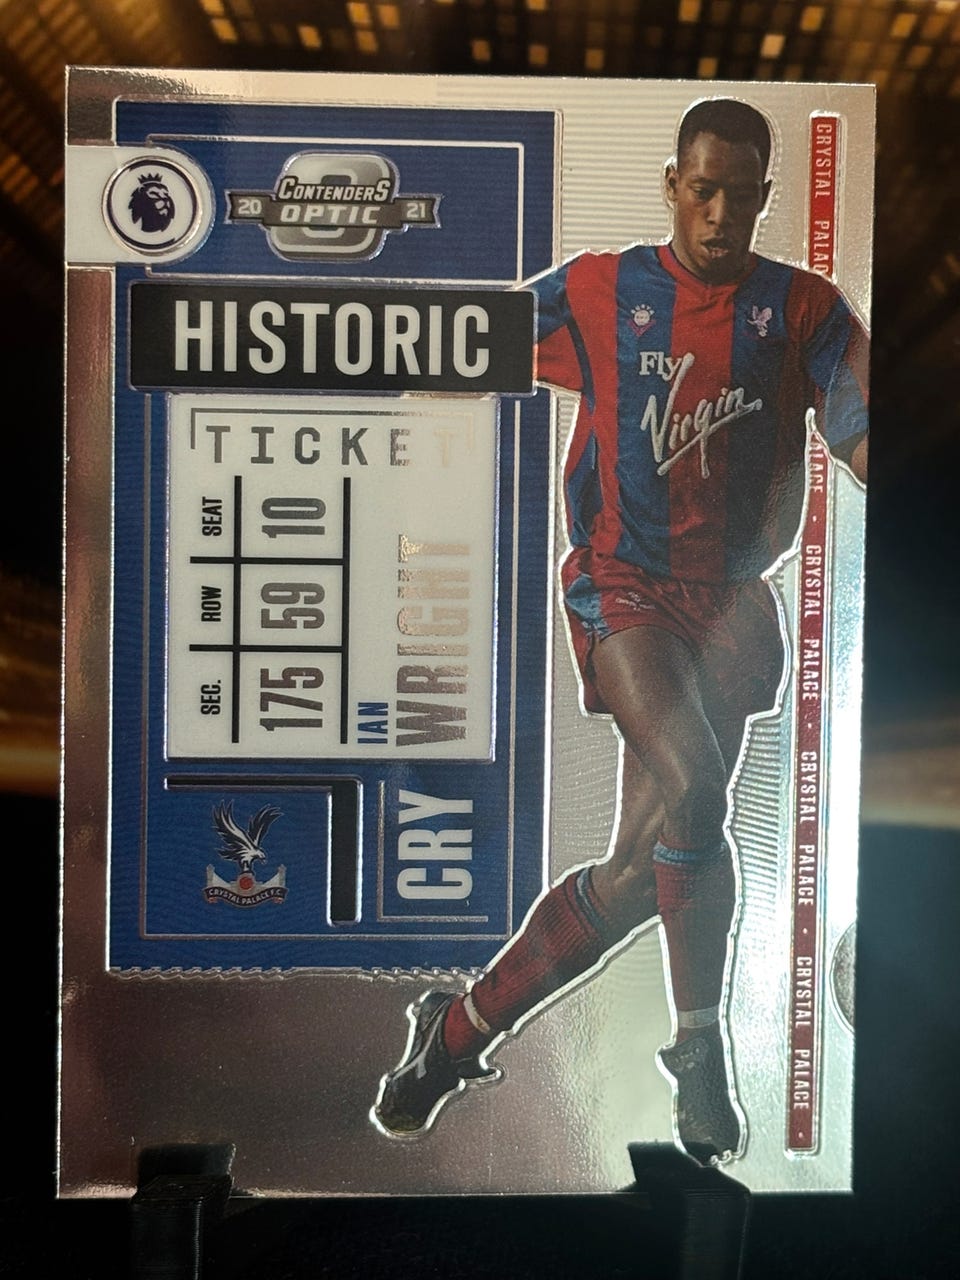 CONTENDERS
20 OPTIC 21
HISTORIC
TICKET
SEAT 10
ROW 59
SEC. 175
IAN
WRIGHT
CRY
CRYSTAL PALACE F.C.
Fly
Virgin
CRYSTAL PALAC
PALACE · CRYSTAL PALACE · CRYSTAL PALACE · CRYSTAL PALACE ·